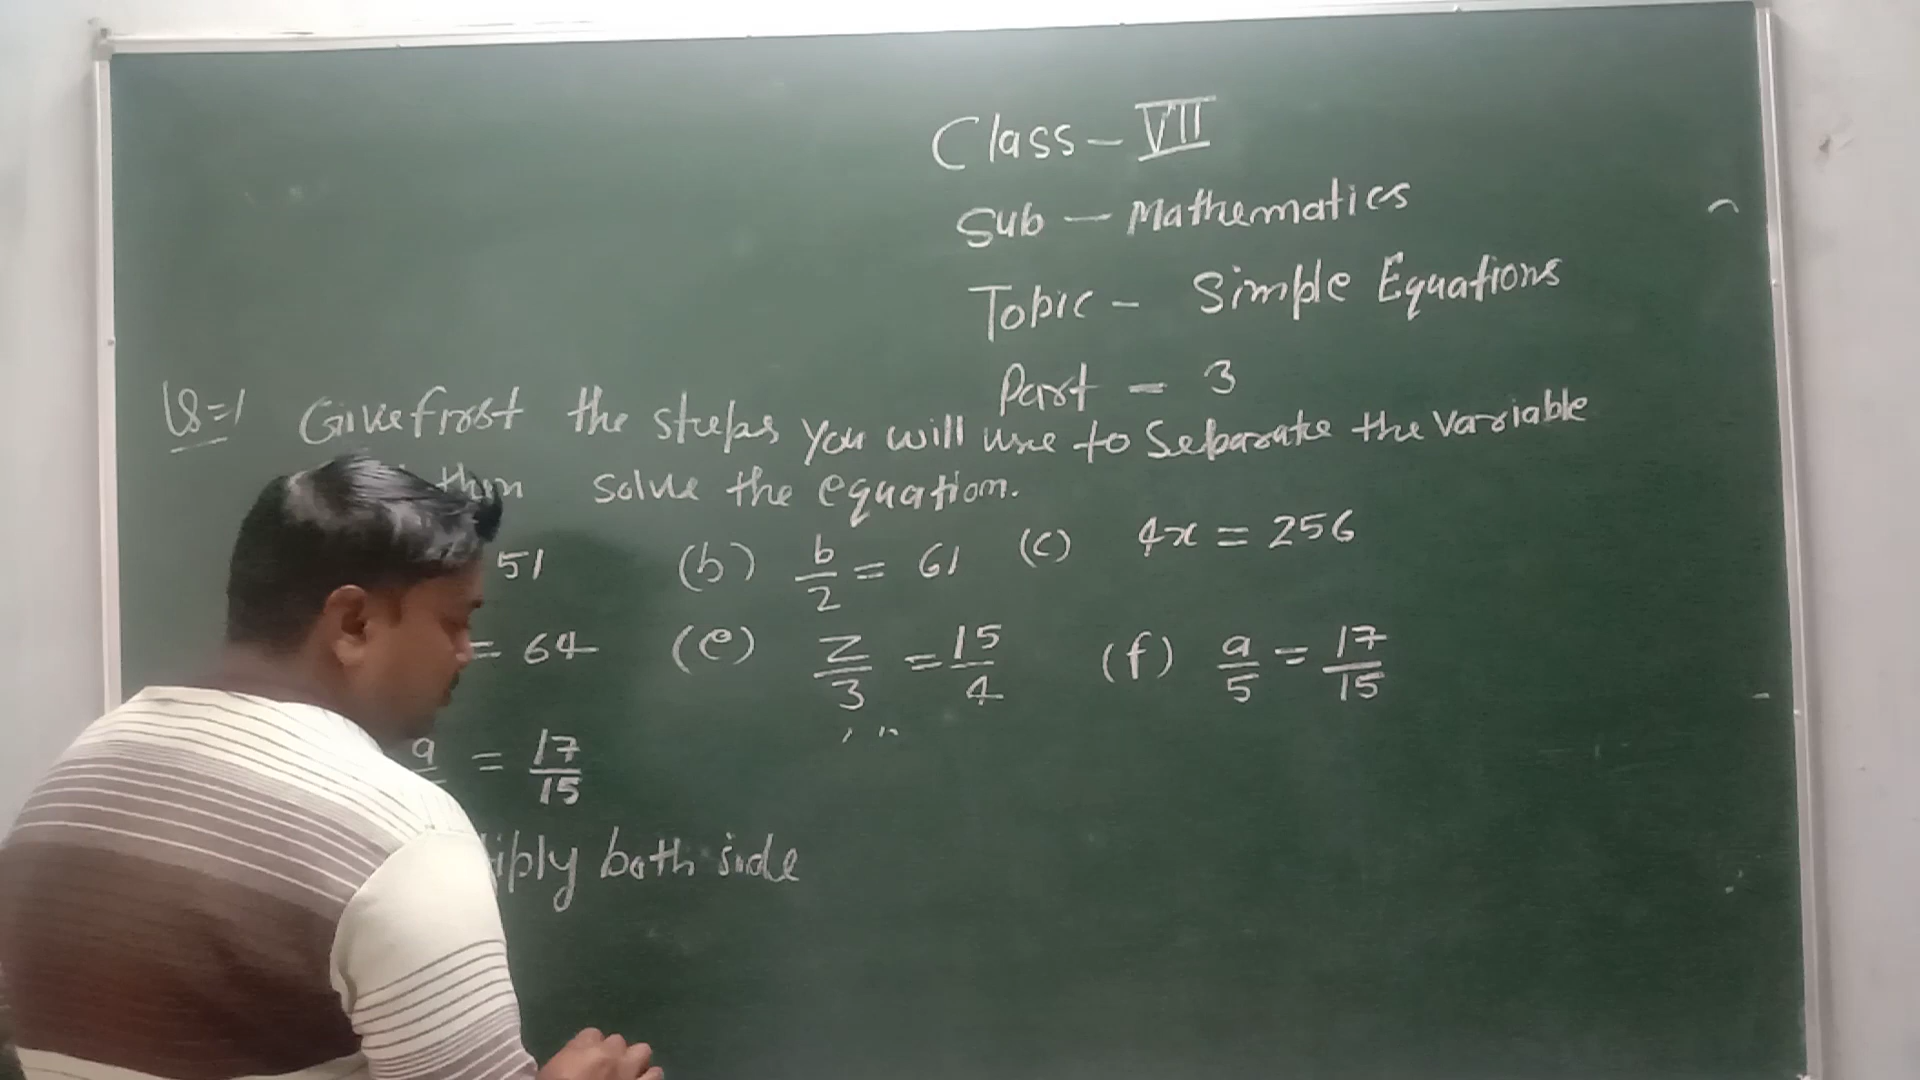 Class - VII
Sub - Mathematics
Topic - Simple Equations
Part - 3
Q=1 Give first the steps you will use to Separate the variable
then solve the equation.
51 (b) b/2 = 61 (c) 4x = 256
= 64 (e) z/3 = 15/4 (f) a/5 = 17/15
a = 17/15
iply both side